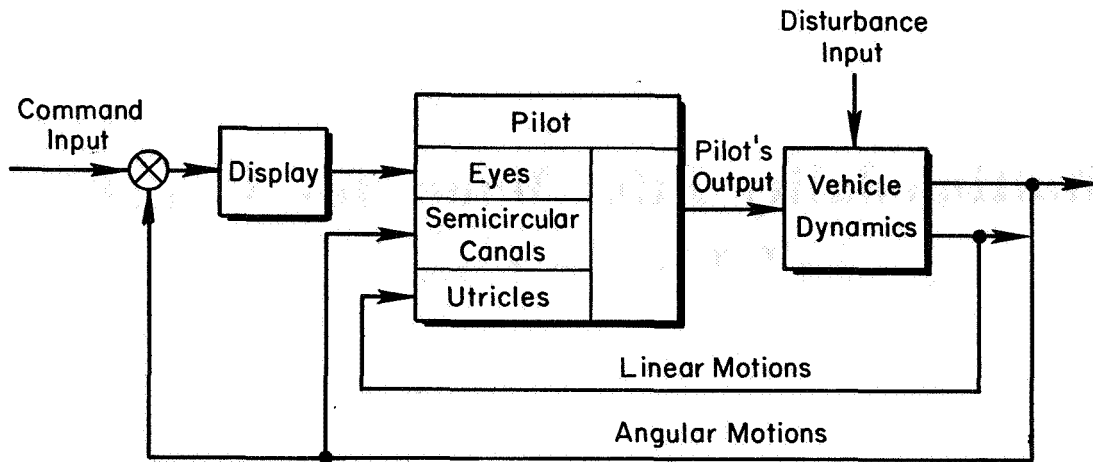 Disturbance
Input
Command
Input
Pilot
Display
Eyes
Semicircular
Canals
Utricles
Pilot's
Output
Vehicle
Dynamics
Linear Motions
Angular Motions